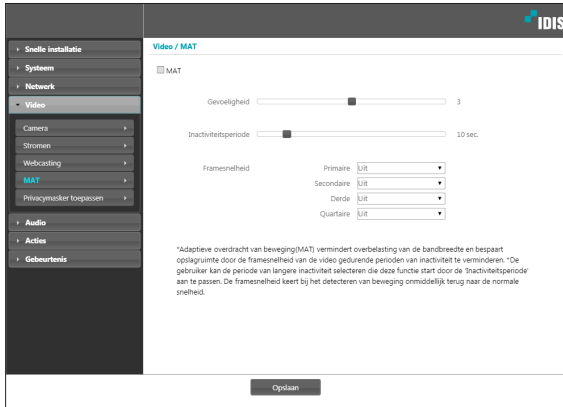 IDIS
Snelle installatie
Systeem
Netwerk
Video
Camera
Stromen
Webcasting
MAT
Privacymasker toepassen
Audio
Acties
Gebeurtenis
Video / MAT
MAT
Gevoeligheid 3
Inactiviteitsperiode 10 sec.
Framesnelheid Primaire Uit
Secondaire Uit
Derde Uit
Quartaire Uit
*Adaptieve overdracht van beweging(MAT) vermindert overbelasting van de bandbreedte en bespaart
opslagruimte door de framesnelheid van de video gedurende perioden van inactiviteit te verminderen. *De
gebruiker kan de periode van langere inactiviteit selecteren die deze functie start door de 'Inactiviteitsperiode'
aan te passen. De framesnelheid keert bij het detecteren van beweging onmiddellijk terug naar de normale
snelheid.
Opslaan